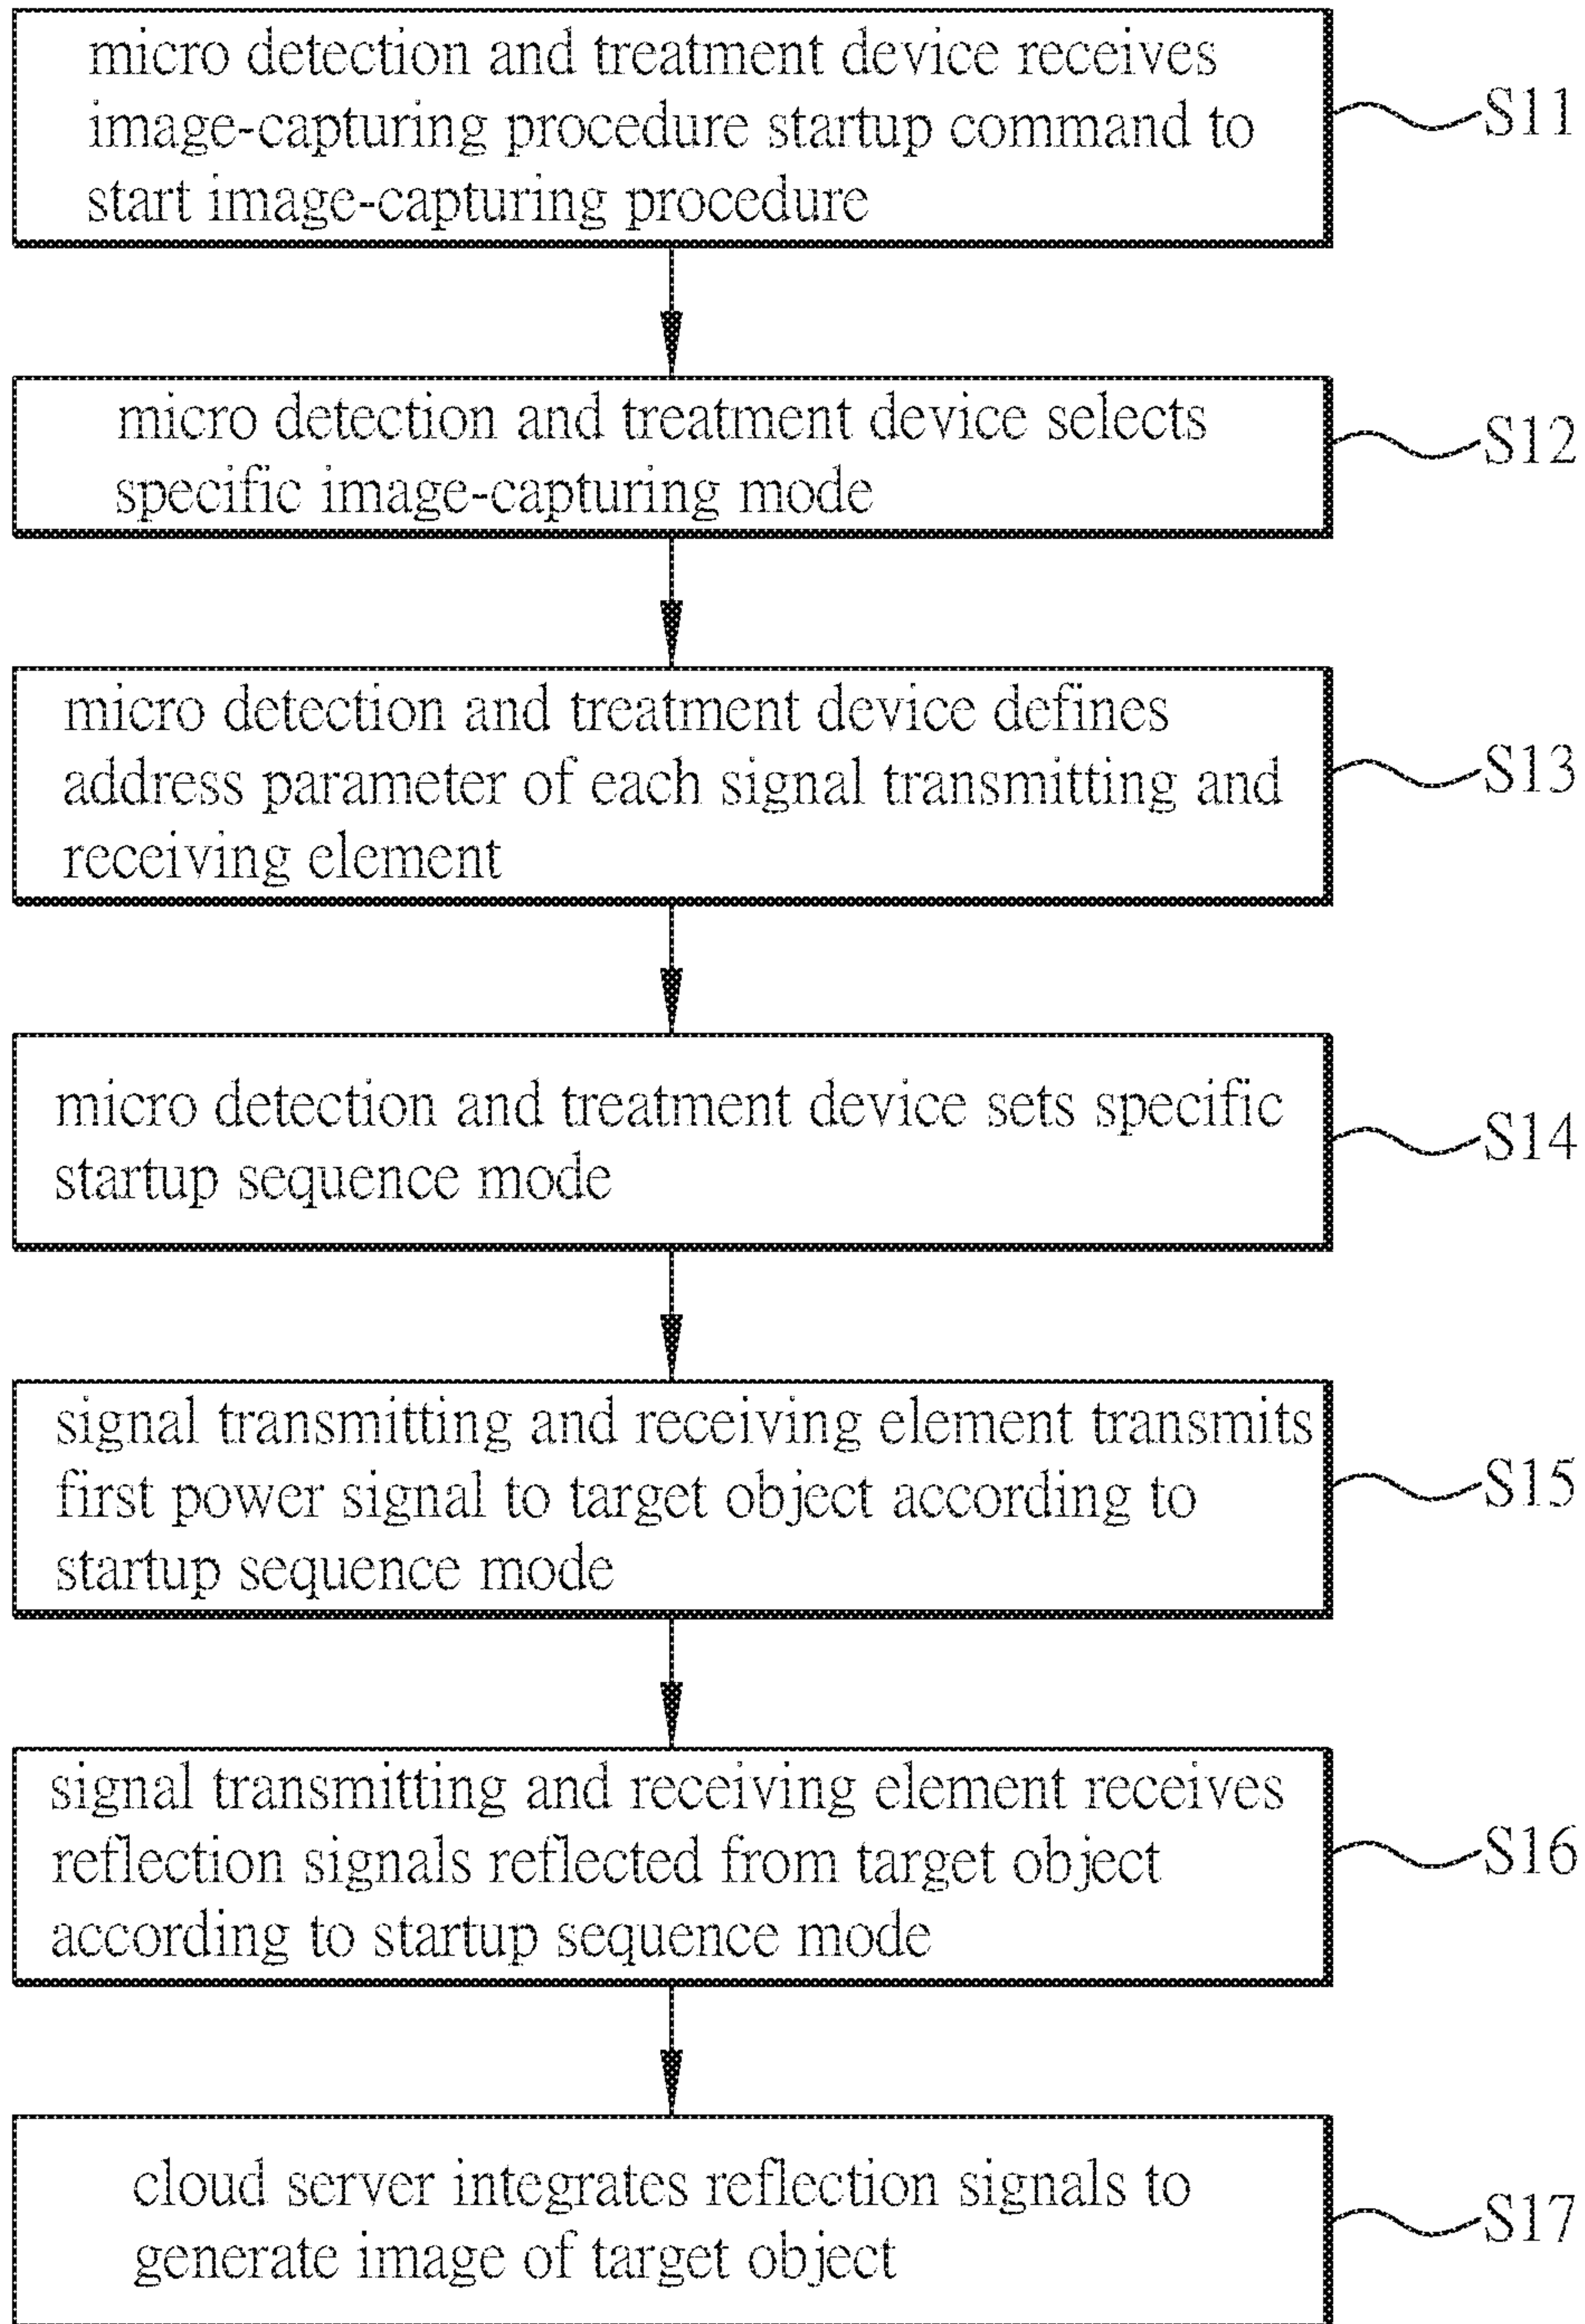 micro detection and treatment device receives
image-capturing procedure startup command to
start image-capturing procedure
S11
micro detection and treatment device selects
specific image-capturing mode
S12
micro detection and treatment device defines
address parameter of each signal transmitting and
receiving element
S13
micro detection and treatment device sets specific
startup sequence mode
S14
signal transmitting and receiving element transmits
first power signal to target object according to
startup sequence mode
S15
signal transmitting and receiving element receives
reflection signals reflected from target object
according to startup sequence mode
S16
cloud server integrates reflection signals to
generate image of target object
S17